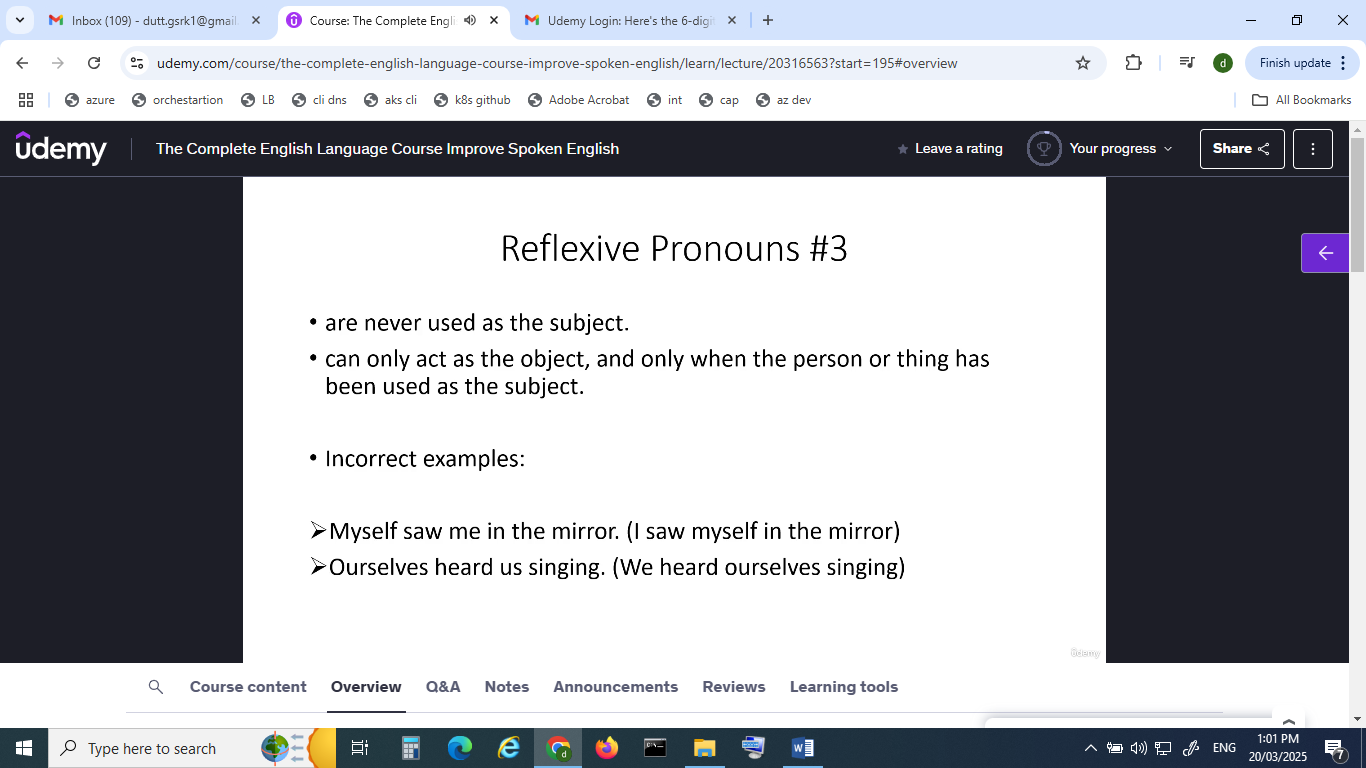 Inbox (109) - dutt.gsrk1@gmail
Course: The Complete Engli
Udemy Login: Here's the 6-digi
udemy.com/course/the-complete-english-language-course-improve-spoken-english/learn/lecture/20316563?start=195#overview
d
Finish update
azure
orchestartion
LB
cli dns
aks cli
k8s github
Adobe Acrobat
int
cap
az dev
All Bookmarks
udemy
The Complete English Language Course Improve Spoken English
Leave a rating
Your progress
Share
Reflexive Pronouns #3
• are never used as the subject.
• can only act as the object, and only when the person or thing has
been used as the subject.
• Incorrect examples:
➢Myself saw me in the mirror. (I saw myself in the mirror)
➢Ourselves heard us singing. (We heard ourselves singing)
udemy
Course content
Overview
Q&A
Notes
Announcements
Reviews
Learning tools
Type here to search
ENG
1:01 PM
20/03/2025
7